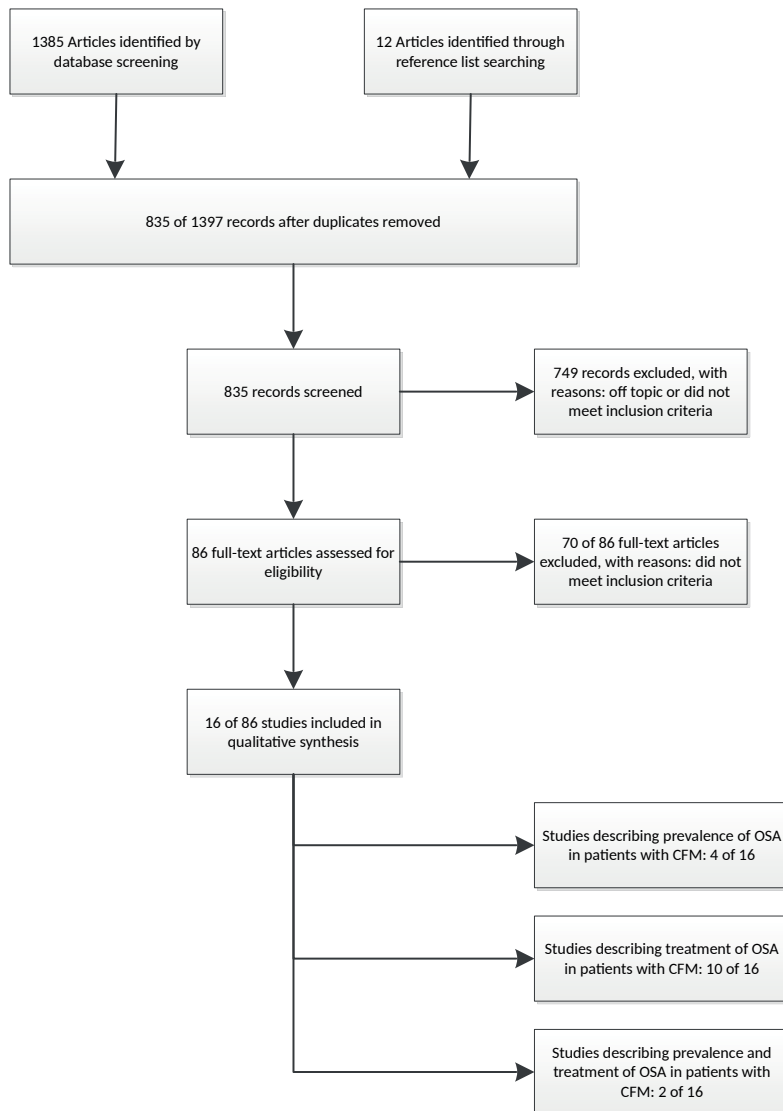 1385 Articles identified by
database screening
12 Articles identified through
reference list searching
835 of 1397 records after duplicates removed
835 records screened
749 records excluded, with
reasons: off topic or did not
meet inclusion criteria
86 full-text articles assessed for
eligibility
70 of 86 full-text articles
excluded, with reasons: did not
meet inclusion criteria
16 of 86 studies included in
qualitative synthesis
Studies describing prevalence of OSA
in patients with CFM: 4 of 16
Studies describing treatment of OSA
in patients with CFM: 10 of 16
Studies describing prevalence and
treatment of OSA in patients with
CFM: 2 of 16